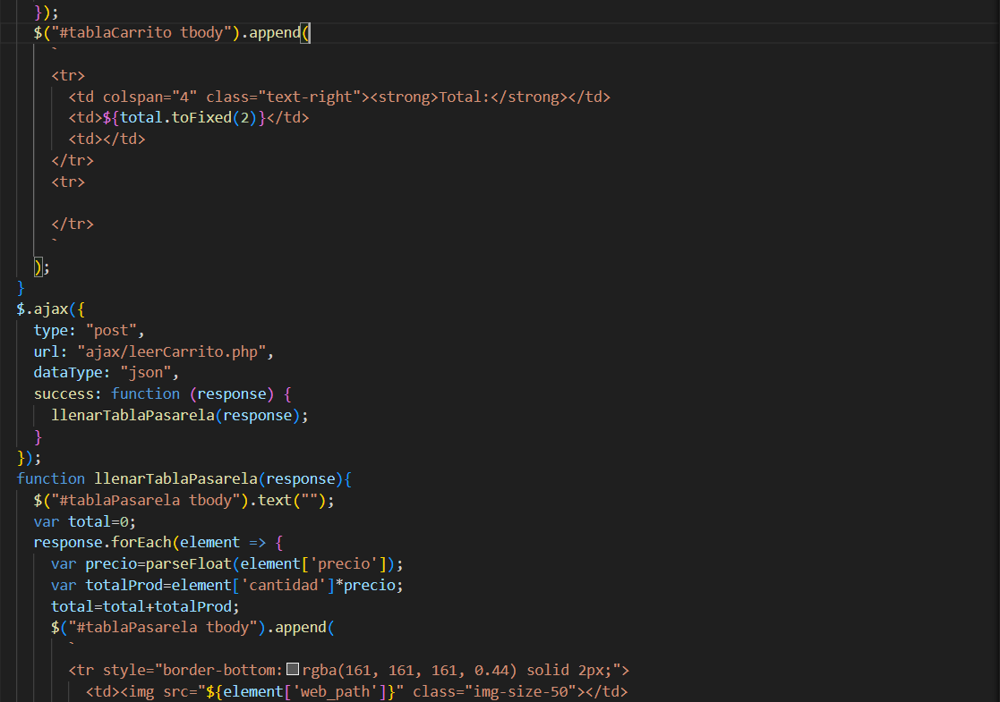 });
$("#tablaCarrito tbody").append(
`
<tr>
<td colspan="4" class="text-right"><strong>Total:</strong></td>
<td>${total.toFixed(2)}</td>
<td></td>
</tr>
<tr>
</tr>
`
);
}
$.ajax({
type: "post",
url: "ajax/leerCarrito.php",
dataType: "json",
success: function (response) {
llenarTablaPasarela(response);
}
});
function llenarTablaPasarela(response){
$("#tablaPasarela tbody").text("");
var total=0;
response.forEach(element => {
var precio=parseFloat(element['precio']);
var totalProd=element['cantidad']*precio;
total=total+totalProd;
$("#tablaPasarela tbody").append(
`
<tr style="border-bottom:rgba(161, 161, 161, 0.44) solid 2px;">
<td><img src="${element['web_path']}" class="img-size-50"></td>